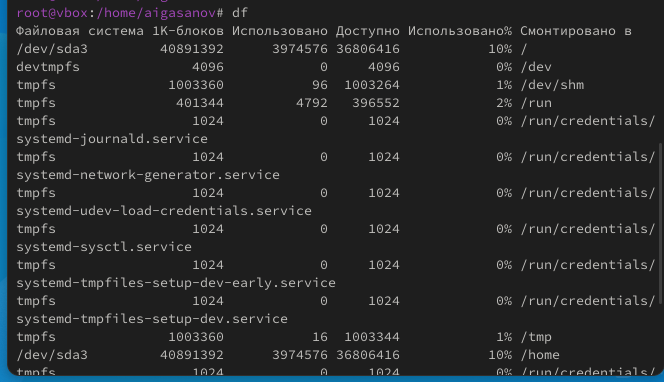 root@vbox:/home/aigasanov# df
Файловая система 1K-блоков Использовано Доступно Использовано% Смонтировано в
/dev/sda3 40891392 3974576 36806416 10% /
devtmpfs 4096 0 4096 0% /dev
tmpfs 1003360 96 1003264 1% /dev/shm
tmpfs 401344 4792 396552 2% /run
tmpfs 1024 0 1024 0% /run/credentials/
systemd-journald.service
tmpfs 1024 0 1024 0% /run/credentials/
systemd-network-generator.service
tmpfs 1024 0 1024 0% /run/credentials/
systemd-udev-load-credentials.service
tmpfs 1024 0 1024 0% /run/credentials/
systemd-sysctl.service
tmpfs 1024 0 1024 0% /run/credentials/
systemd-tmpfiles-setup-dev-early.service
tmpfs 1024 0 1024 0% /run/credentials/
systemd-tmpfiles-setup-dev.service
tmpfs 1003360 16 1003344 1% /tmp
/dev/sda3 40891392 3974576 36806416 10% /home
tmpfs 1024 0 1024 0% /run/credentials/